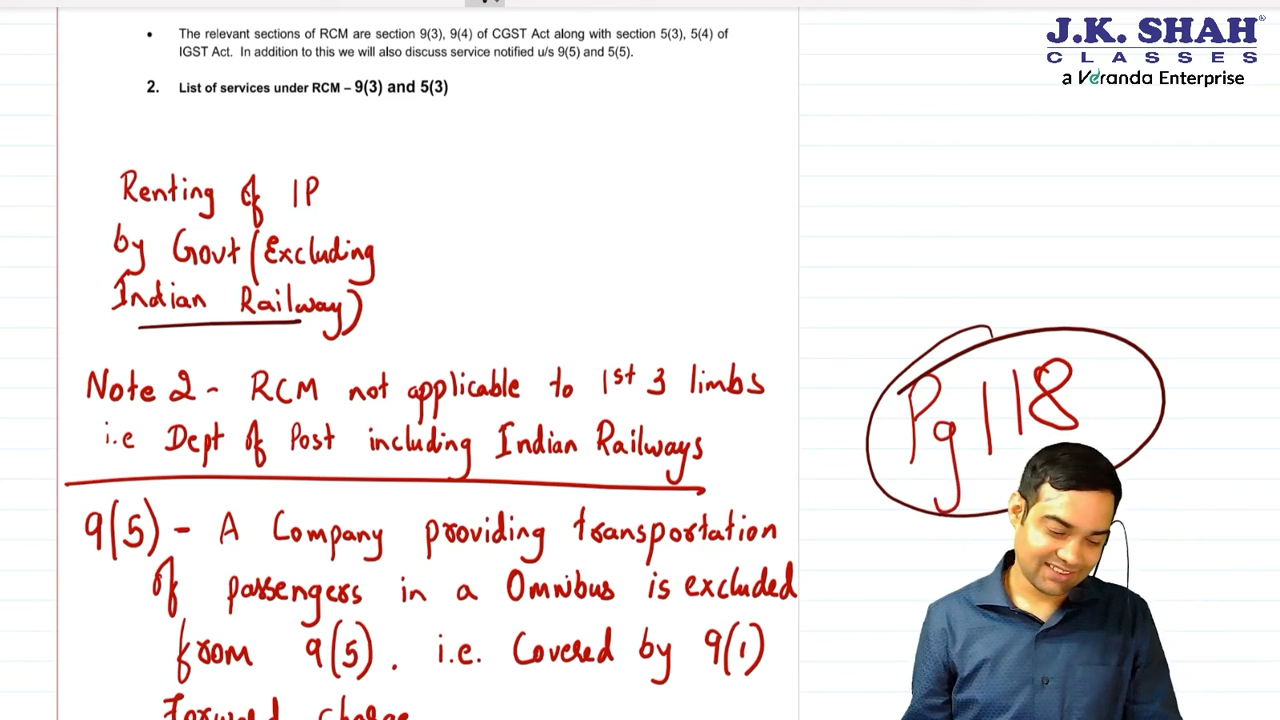 J.K. SHAH®
CLASSES
a Veranda Enterprise
• The relevant sections of RCM are section 9(3), 9(4) of CGST Act along with section 5(3), 5(4) of
IGST Act. In addition to this we will also discuss service notified u/s 9(5) and 5(5).
2. List of services under RCM – 9(3) and 5(3)
Renting of IP
by Govt (Excluding
Indian Railway)
Note 2 - RCM not applicable to 1st 3 limbs
i.e Dept of Post including Indian Railways
Pg 118
9(5) - A Company providing transportation
of passengers in a Omnibus is excluded
from 9(5). i.e. Covered by 9(1)
Forward charge